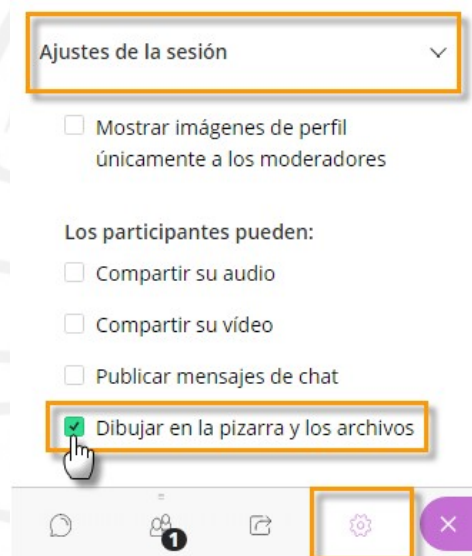 Ajustes de la sesión
Mostrar imágenes de perfil
únicamente a los moderadores
Los participantes pueden:
Compartir su audio
Compartir su vídeo
Publicar mensajes de chat
Dibujar en la pizarra y los archivos
1